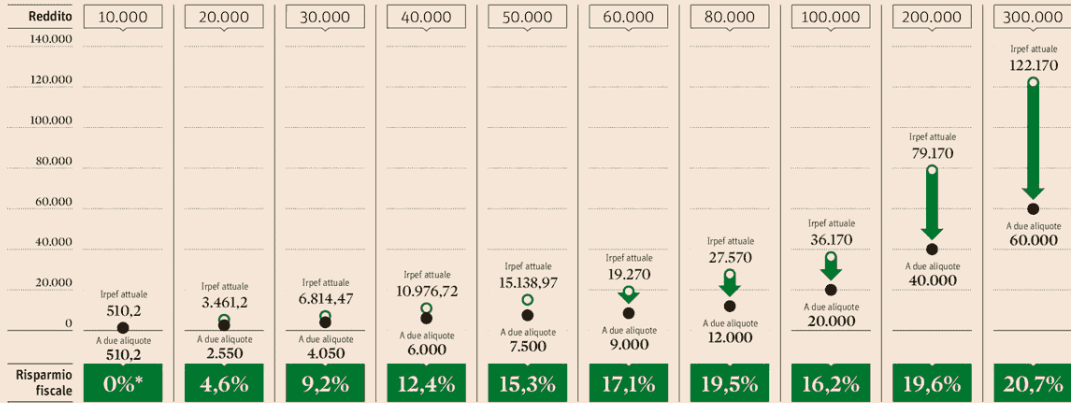 Reddito 10.000 20.000 30.000 40.000 50.000 60.000 80.000 100.000 200.000 300.000
140.000
120.000
100.000
80.000
60.000
40.000
20.000
0
Irpef attuale
510,2
A due aliquote
510,2
Irpef attuale
3.461,2
A due aliquote
2.550
Irpef attuale
6.814,47
A due aliquote
4.050
Irpef attuale
10.976,72
A due aliquote
6.000
Irpef attuale
15.138,97
A due aliquote
7.500
Irpef attuale
19.270
A due aliquote
9.000
Irpef attuale
27.570
A due aliquote
12.000
Irpef attuale
36.170
A due aliquote
20.000
Irpef attuale
79.170
A due aliquote
40.000
Irpef attuale
122.170
A due aliquote
60.000
Risparmio
fiscale
0%* 4,6% 9,2% 12,4% 15,3% 17,1% 19,5% 16,2% 19,6% 20,7%